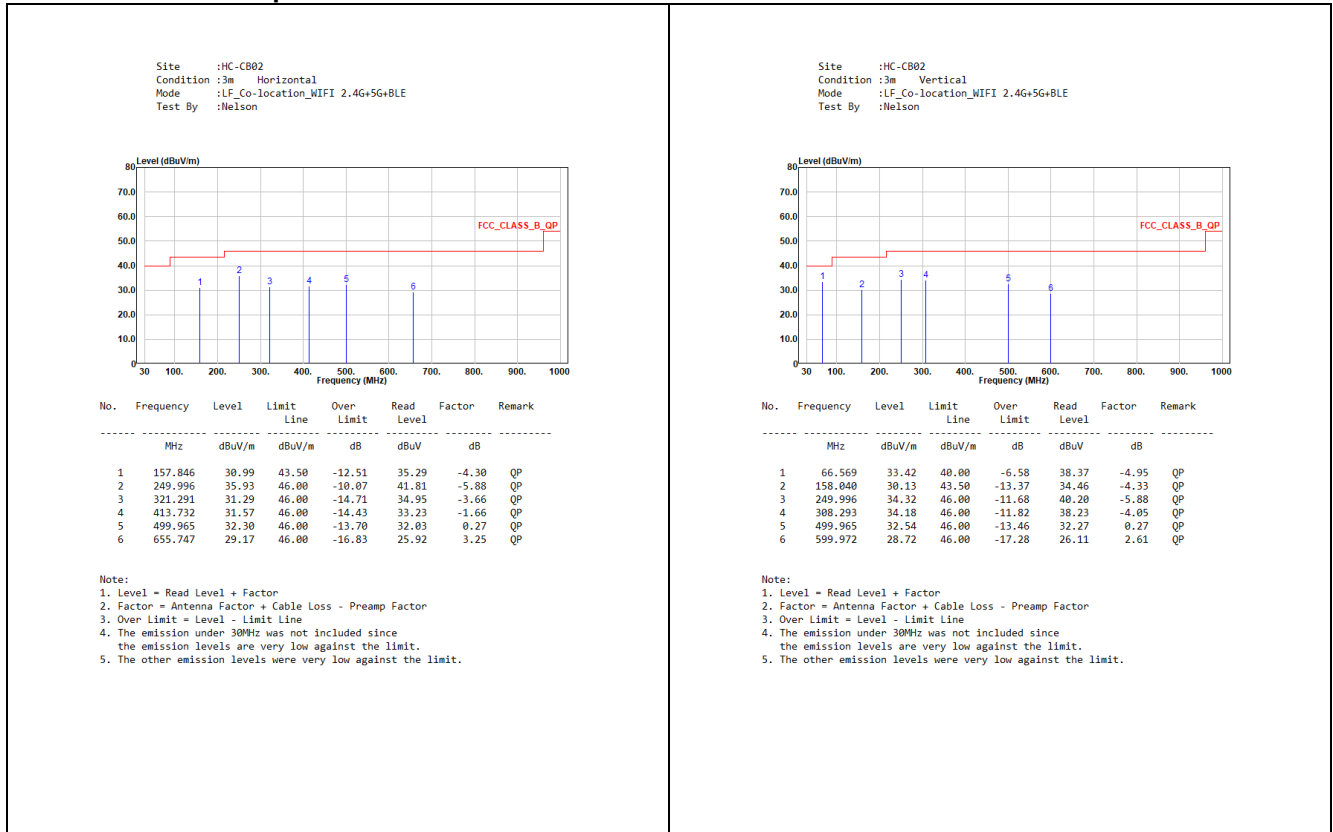 Site :HC-CB02
Condition :3m Horizontal
Mode :LF_Co-location_WIFI 2.4G+5G+BLE
Test By :Nelson
Level (dBuV/m)
80
70.0
60.0
FCC_CLASS_B_QP
50.0
40.0
30.0
20.0
10.0
0
1 2 3 4 5 6
30 100. 200. 300. 400. 500. 600. 700. 800. 900. 1000
Frequency (MHz)
No. Frequency Level Limit Over Read Factor Remark
Line Limit Level
------ ----------- -------- -------- --------- -------- -------- ---------
MHz dBuV/m dBuV/m dB dBuV dB
1 157.846 30.99 43.50 -12.51 35.29 -4.30 QP
2 249.996 35.93 46.00 -10.07 41.81 -5.88 QP
3 321.291 31.29 46.00 -14.71 34.95 -3.66 QP
4 413.732 31.57 46.00 -14.43 33.23 -1.66 QP
5 499.965 32.30 46.00 -13.70 32.03 0.27 QP
6 655.747 29.17 46.00 -16.83 25.92 3.25 QP
Note:
1. Level = Read Level + Factor
2. Factor = Antenna Factor + Cable Loss - Preamp Factor
3. Over Limit = Level - Limit Line
4. The emission under 30MHz was not included since
the emission levels are very low against the limit.
5. The other emission levels were very low against the limit.
Site :HC-CB02
Condition :3m Vertical
Mode :LF_Co-location_WIFI 2.4G+5G+BLE
Test By :Nelson
Level (dBuV/m)
80
70.0
60.0
FCC_CLASS_B_QP
50.0
40.0
30.0
20.0
10.0
0
1 2 3 4 5 6
30 100. 200. 300. 400. 500. 600. 700. 800. 900. 1000
Frequency (MHz)
No. Frequency Level Limit Over Read Factor Remark
Line Limit Level
------ ----------- -------- -------- --------- -------- -------- ---------
MHz dBuV/m dBuV/m dB dBuV dB
1 66.569 33.42 40.00 -6.58 38.37 -4.95 QP
2 158.040 30.13 43.50 -13.37 34.46 -4.33 QP
3 249.996 34.32 46.00 -11.68 40.20 -5.88 QP
4 308.293 34.18 46.00 -11.82 38.23 -4.05 QP
5 499.965 32.54 46.00 -13.46 32.27 0.27 QP
6 599.972 28.72 46.00 -17.28 26.11 2.61 QP
Note:
1. Level = Read Level + Factor
2. Factor = Antenna Factor + Cable Loss - Preamp Factor
3. Over Limit = Level - Limit Line
4. The emission under 30MHz was not included since
the emission levels are very low against the limit.
5. The other emission levels were very low against the limit.